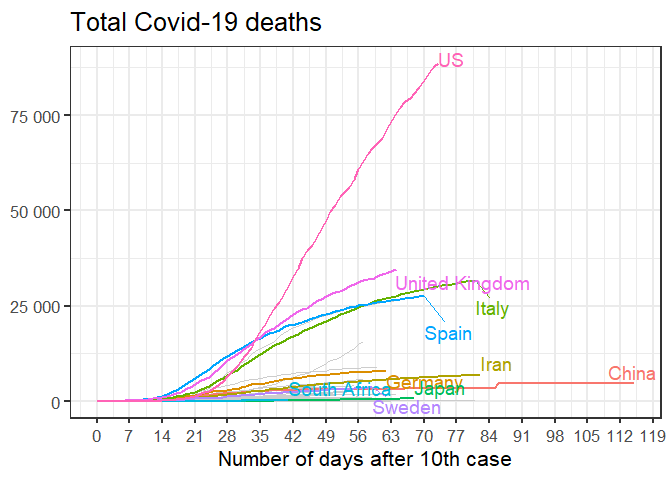 Total Covid-19 deaths
US
75 000
50 000
United Kingdom
25 000
Italy
Spain
Iran
China
Germany
South Africa
Japan
0
Sweden
0 7 14 21 28 35 42 49 56 63 70 77 84 91 98 105 112 119
Number of days after 10th case